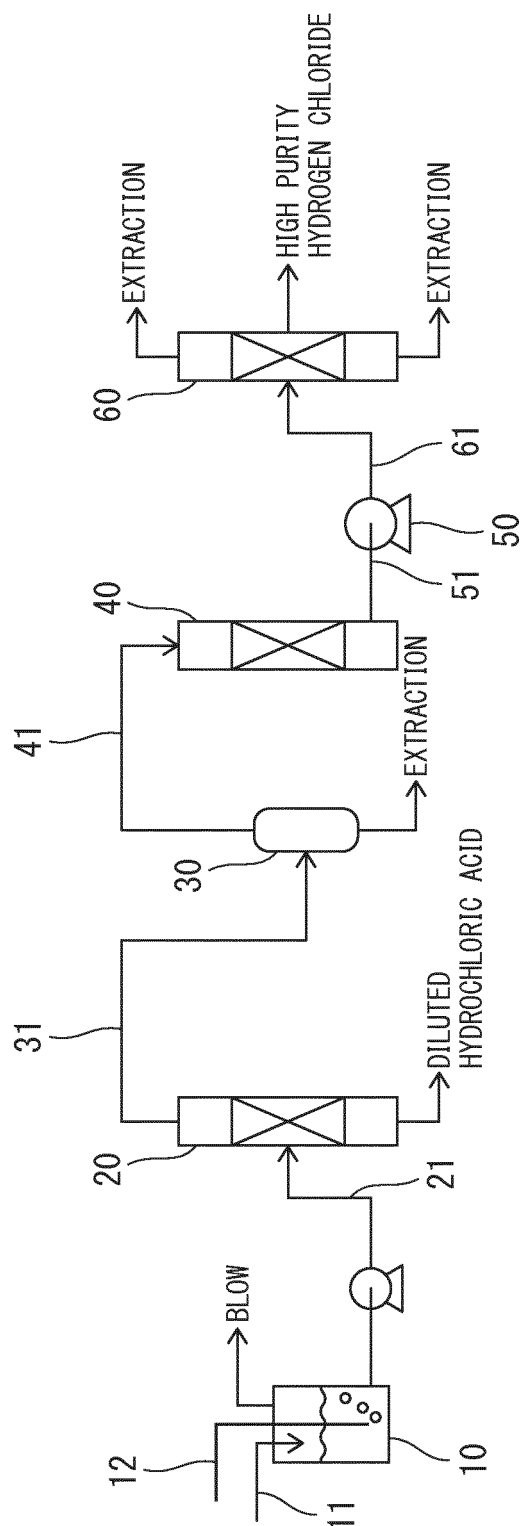 12
11
10
BLOW
21
20
DILUTED
HYDROCHLORIC ACID
31
30
EXTRACTION
41
40
51
50
61
60
EXTRACTION
HIGH PURITY
HYDROGEN CHLORIDE
EXTRACTION